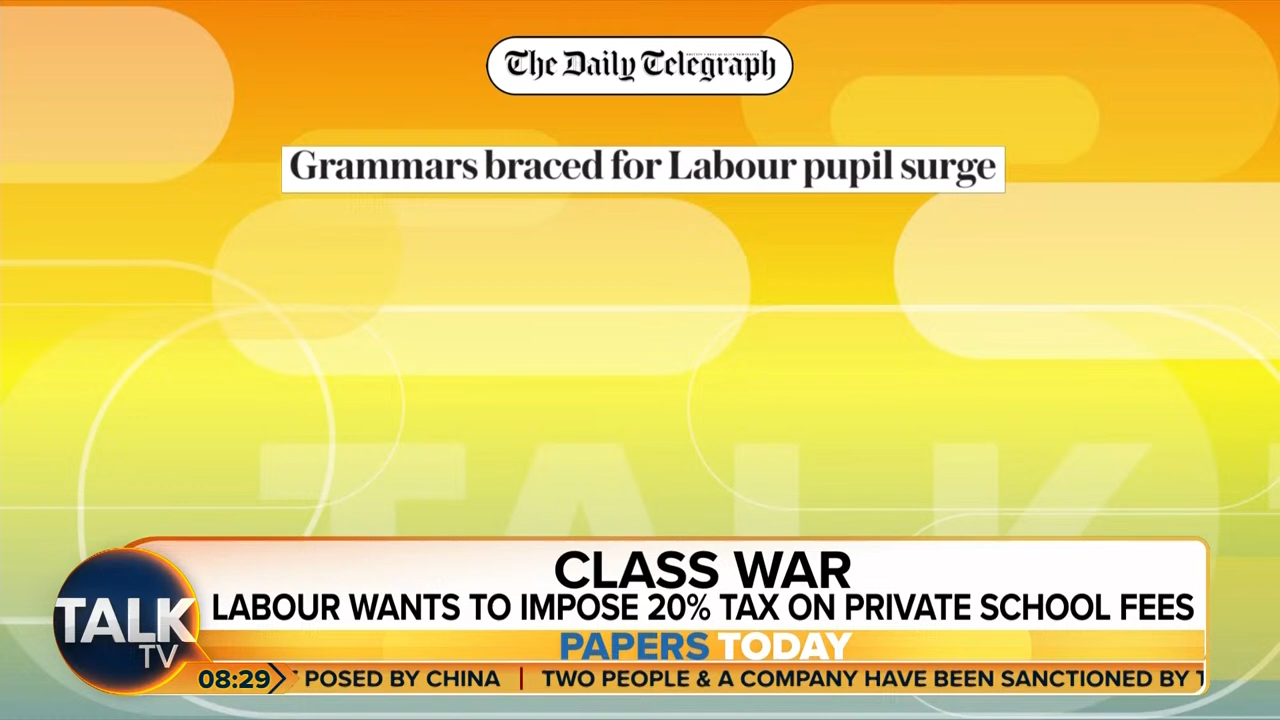 The Daily Telegraph
Grammars braced for Labour pupil surge
TALK
CLASS WAR
LABOUR WANTS TO IMPOSE 20% TAX ON PRIVATE SCHOOL FEES
TALK TV
PAPERS TODAY
08:29 POSED BY CHINA | TWO PEOPLE & A COMPANY HAVE BEEN SANCTIONED BY